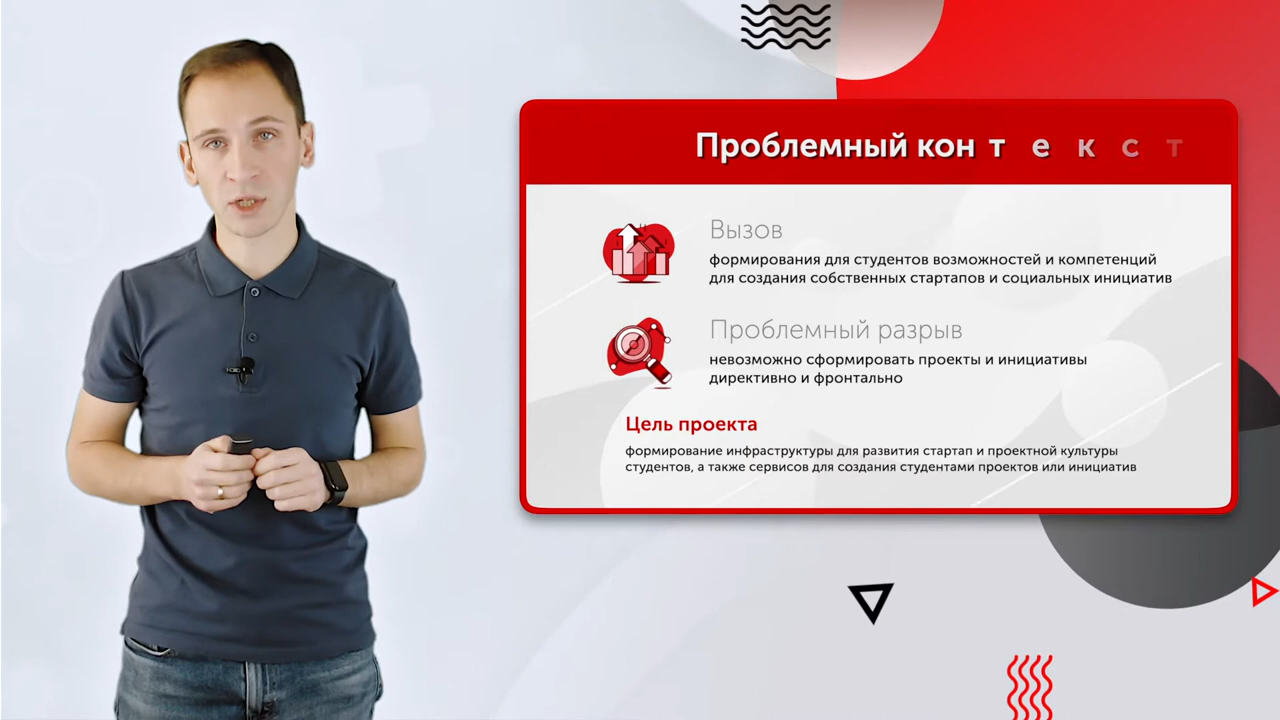 Проблемный контекст
Вызов
формирования для студентов возможностей и компетенций
для создания собственных стартапов и социальных инициатив
Проблемный разрыв
невозможно сформировать проекты и инициативы
директивно и фронтально
Цель проекта
формирование инфраструктуры для развития стартап и проектной культуры
студентов, а также сервисов для создания студентами проектов или инициатив